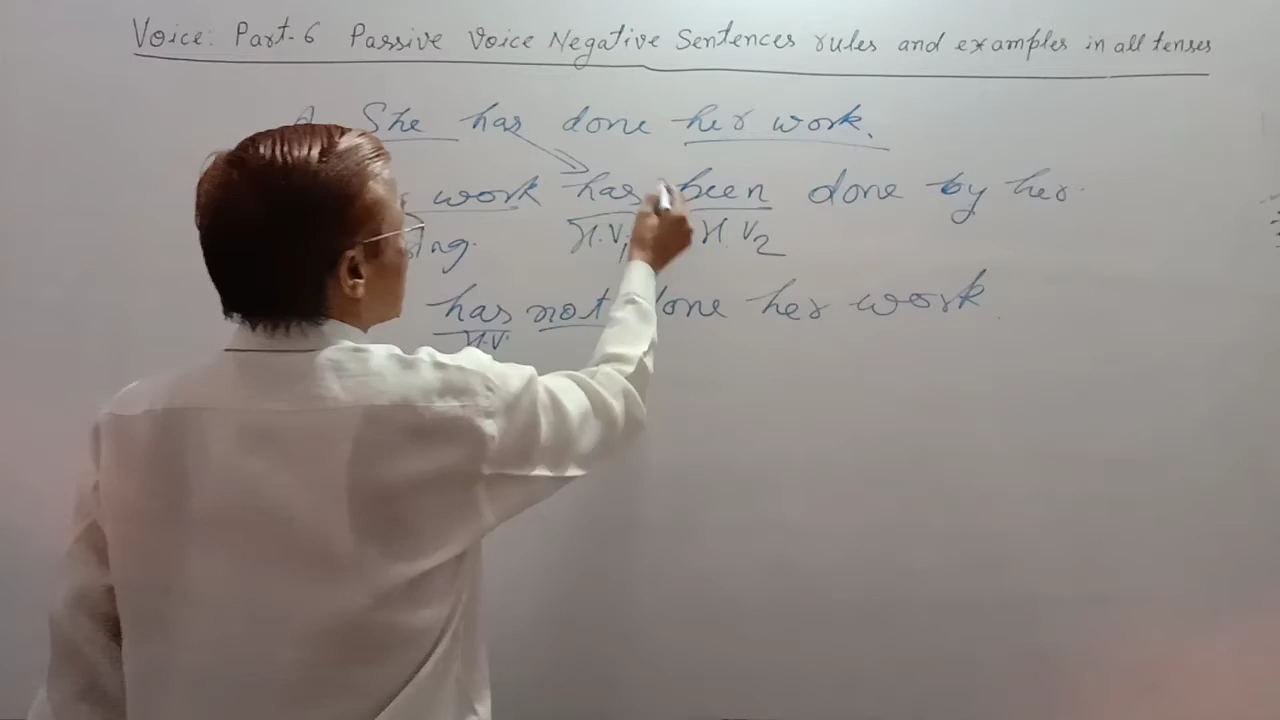 Voice: Part-6 Passive Voice Negative Sentences rules and examples in all tenses
A. She has done her work.
work has been done by her.
H.V1 H.V2
has not done her work.
H.V.